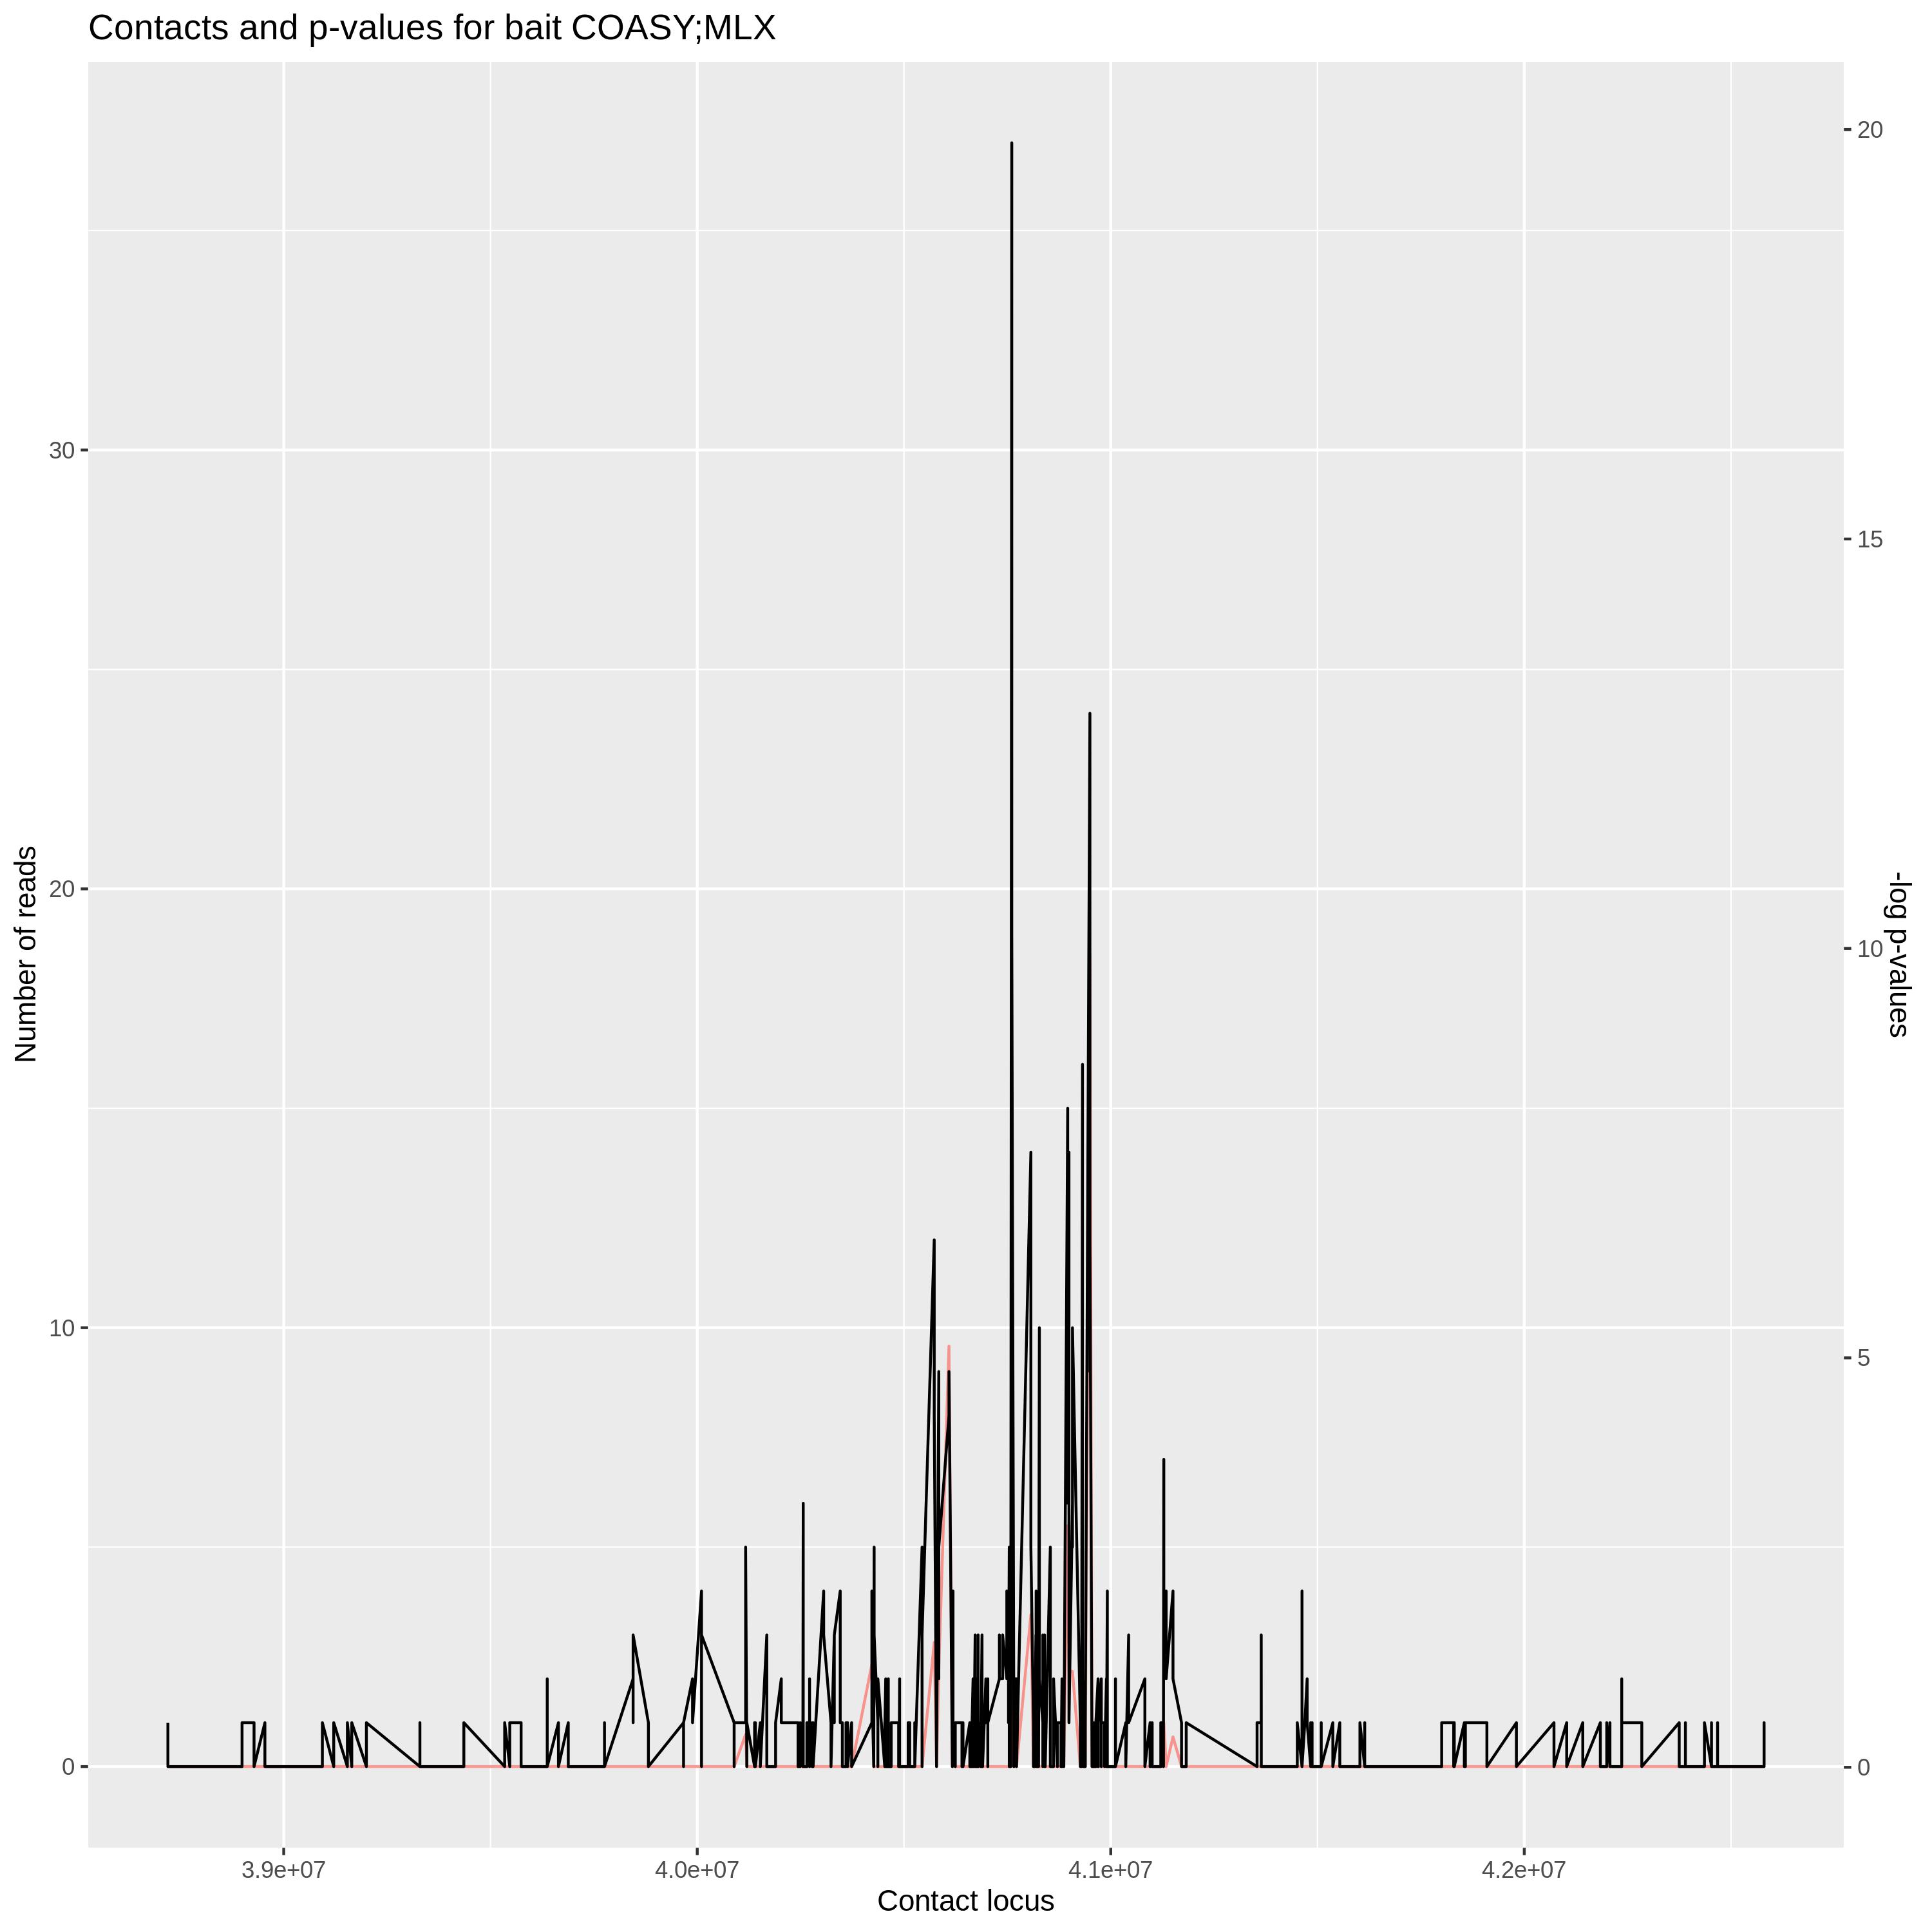 Contacts and p-values for bait COASY;MLX
Number of reads
30
20
10
0
20
15
10
5
0
-log p-values
3.9e+07
4.0e+07
4.1e+07
4.2e+07
Contact locus